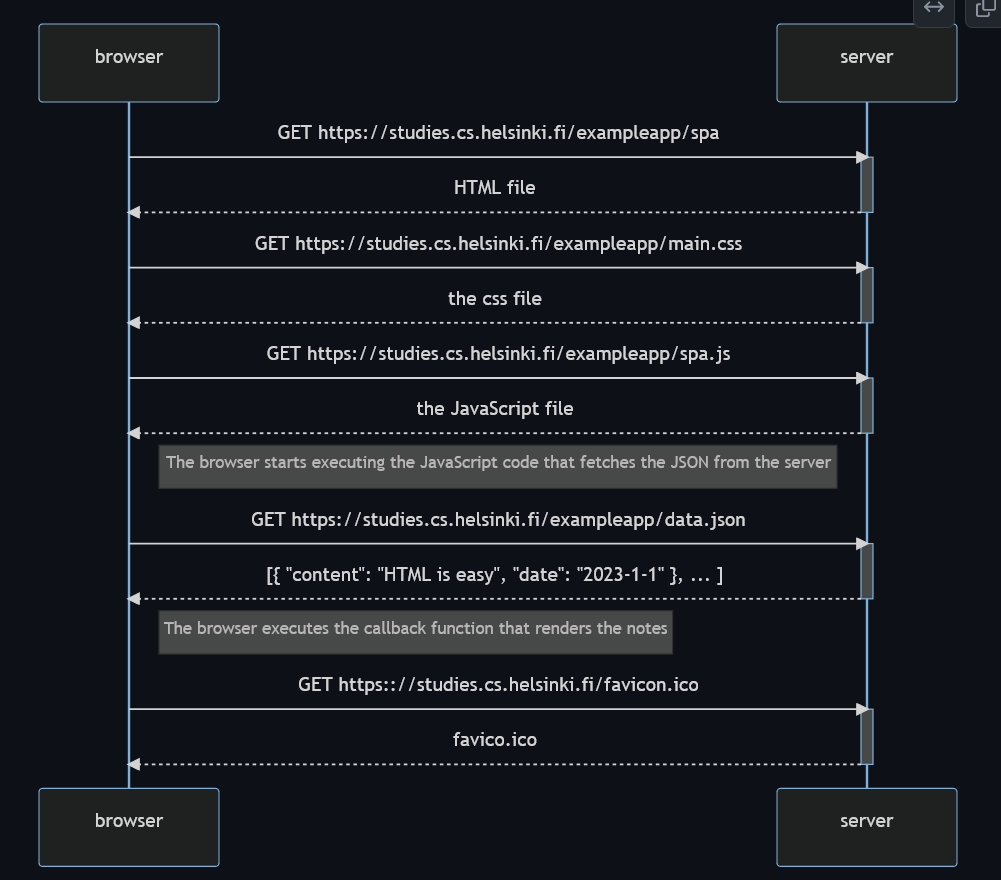 browser
server
GET https://studies.cs.helsinki.fi/exampleapp/spa
HTML file
GET https://studies.cs.helsinki.fi/exampleapp/main.css
the css file
GET https://studies.cs.helsinki.fi/exampleapp/spa.js
the JavaScript file
The browser starts executing the JavaScript code that fetches the JSON from the server
GET https://studies.cs.helsinki.fi/exampleapp/data.json
[{ "content": "HTML is easy", "date": "2023-1-1" }, ... ]
The browser executes the callback function that renders the notes
GET https:://studies.cs.helsinki.fi/favicon.ico
favico.ico
browser
server